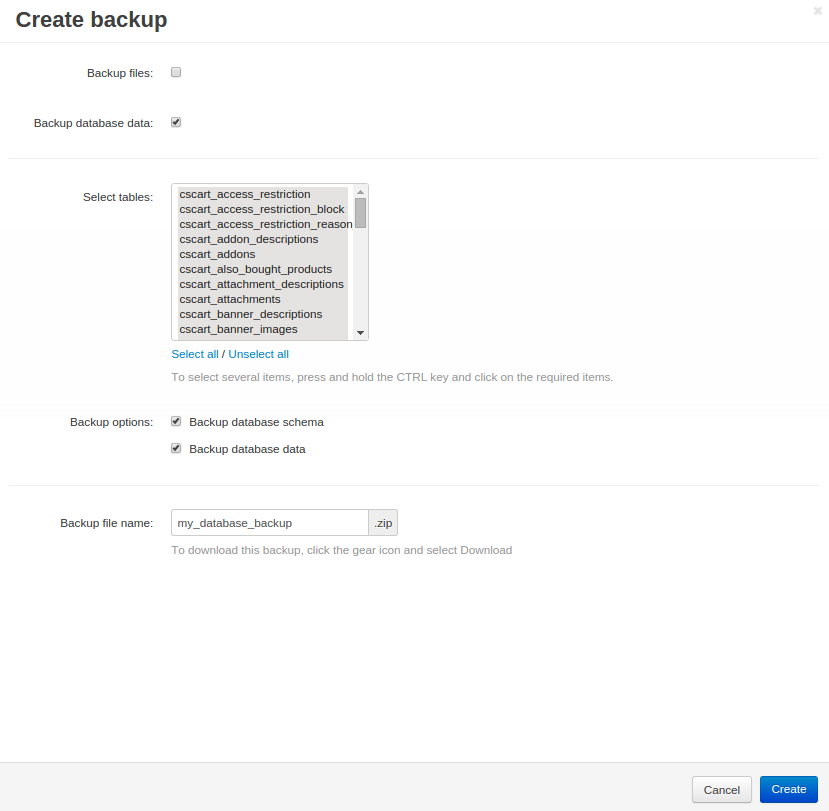 Create backup
Backup files:
Backup database data:
Select tables:
cscart_access_restriction
cscart_access_restriction_block
cscart_access_restriction_reason
cscart_addon_descriptions
cscart_addons
cscart_also_bought_products
cscart_attachment_descriptions
cscart_attachments
cscart_banner_descriptions
cscart_banner_images
Select all / Unselect all
To select several items, press and hold the CTRL key and click on the required items.
Backup options:
Backup database schema
Backup database data
Backup file name:
my_database_backup .zip
To download this backup, click the gear icon and select Download
Cancel Create